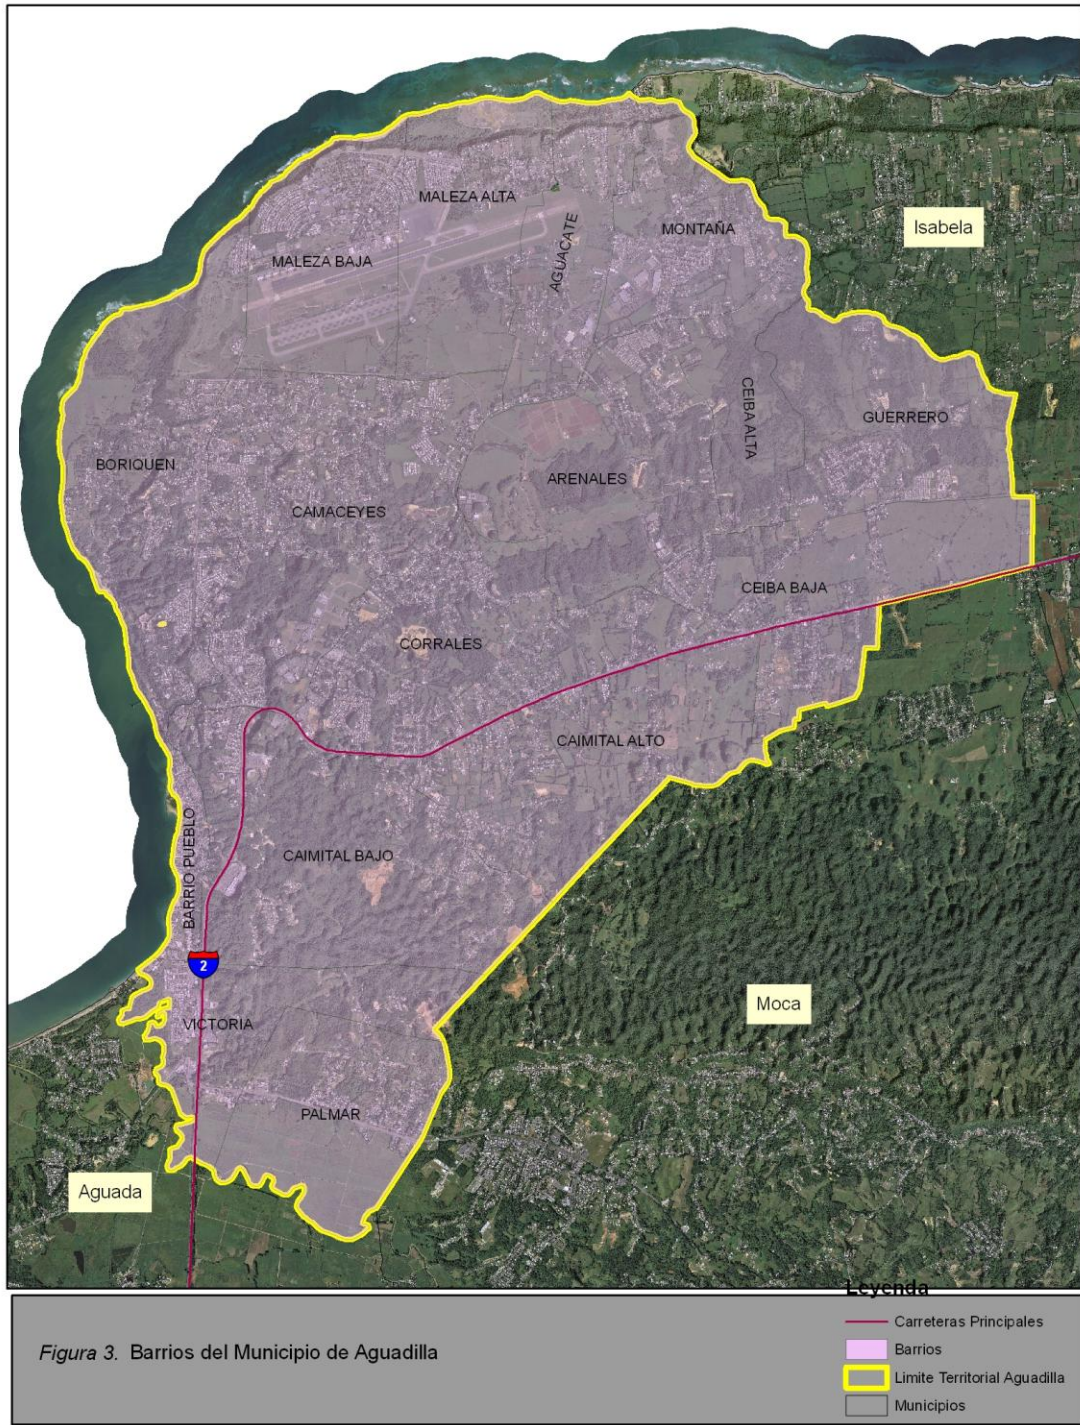 MALEZA ALTA
AGUACATE
MONTAÑA
Isabela
MALEZA BAJA
CEIBA ALTA
GUERRERO
BORIQUEN
ARENALES
CAMACEYES
CEIBA BAJA
CORRALES
CAIMITAL ALTO
BARRIO PUEBLO
CAIMITAL BAJO
2
Moca
VICTORIA
PALMAR
Aguada
Leyenda
Carreteras Principales
Figura 3. Barrios del Municipio de Aguadilla
Barrios
Limite Territorial Aguadilla
Municipios